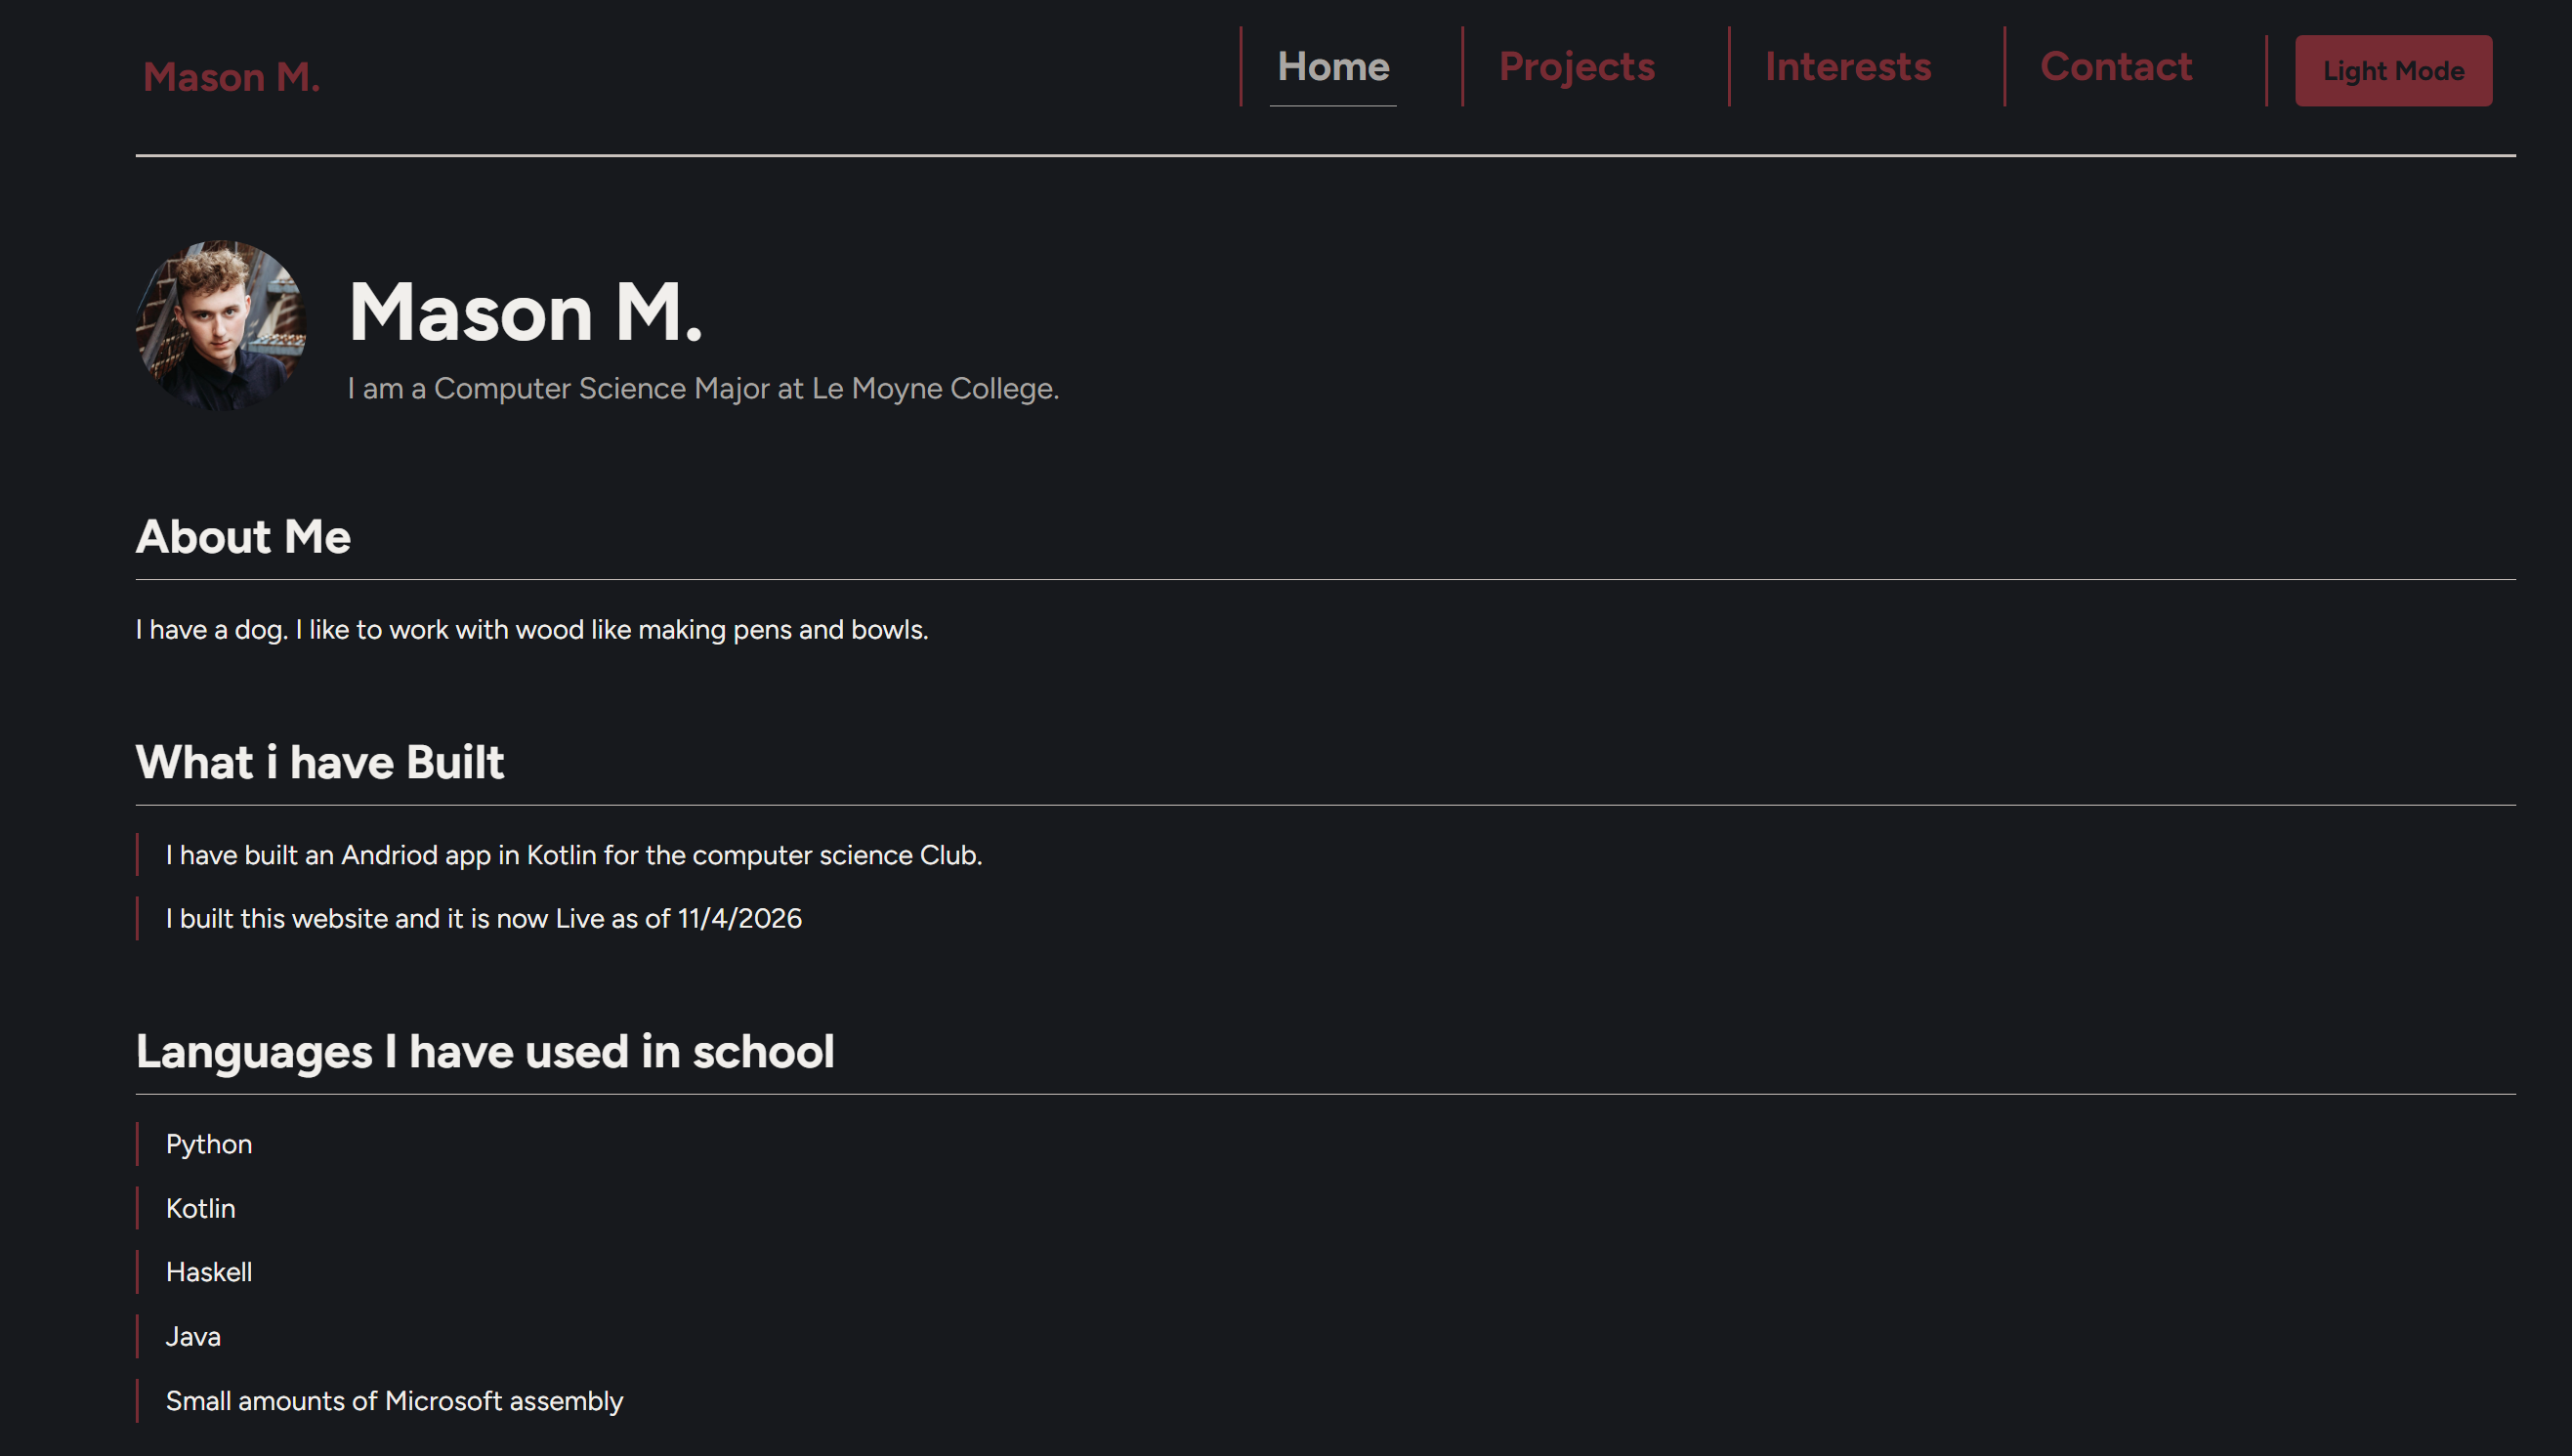 Mason M.
Home
Projects
Interests
Contact
Light Mode
Mason M.
I am a Computer Science Major at Le Moyne College.
About Me
I have a dog. I like to work with wood like making pens and bowls.
What i have Built
I have built an Andriod app in Kotlin for the computer science Club.
I built this website and it is now Live as of 11/4/2026
Languages I have used in school
Python
Kotlin
Haskell
Java
Small amounts of Microsoft assembly